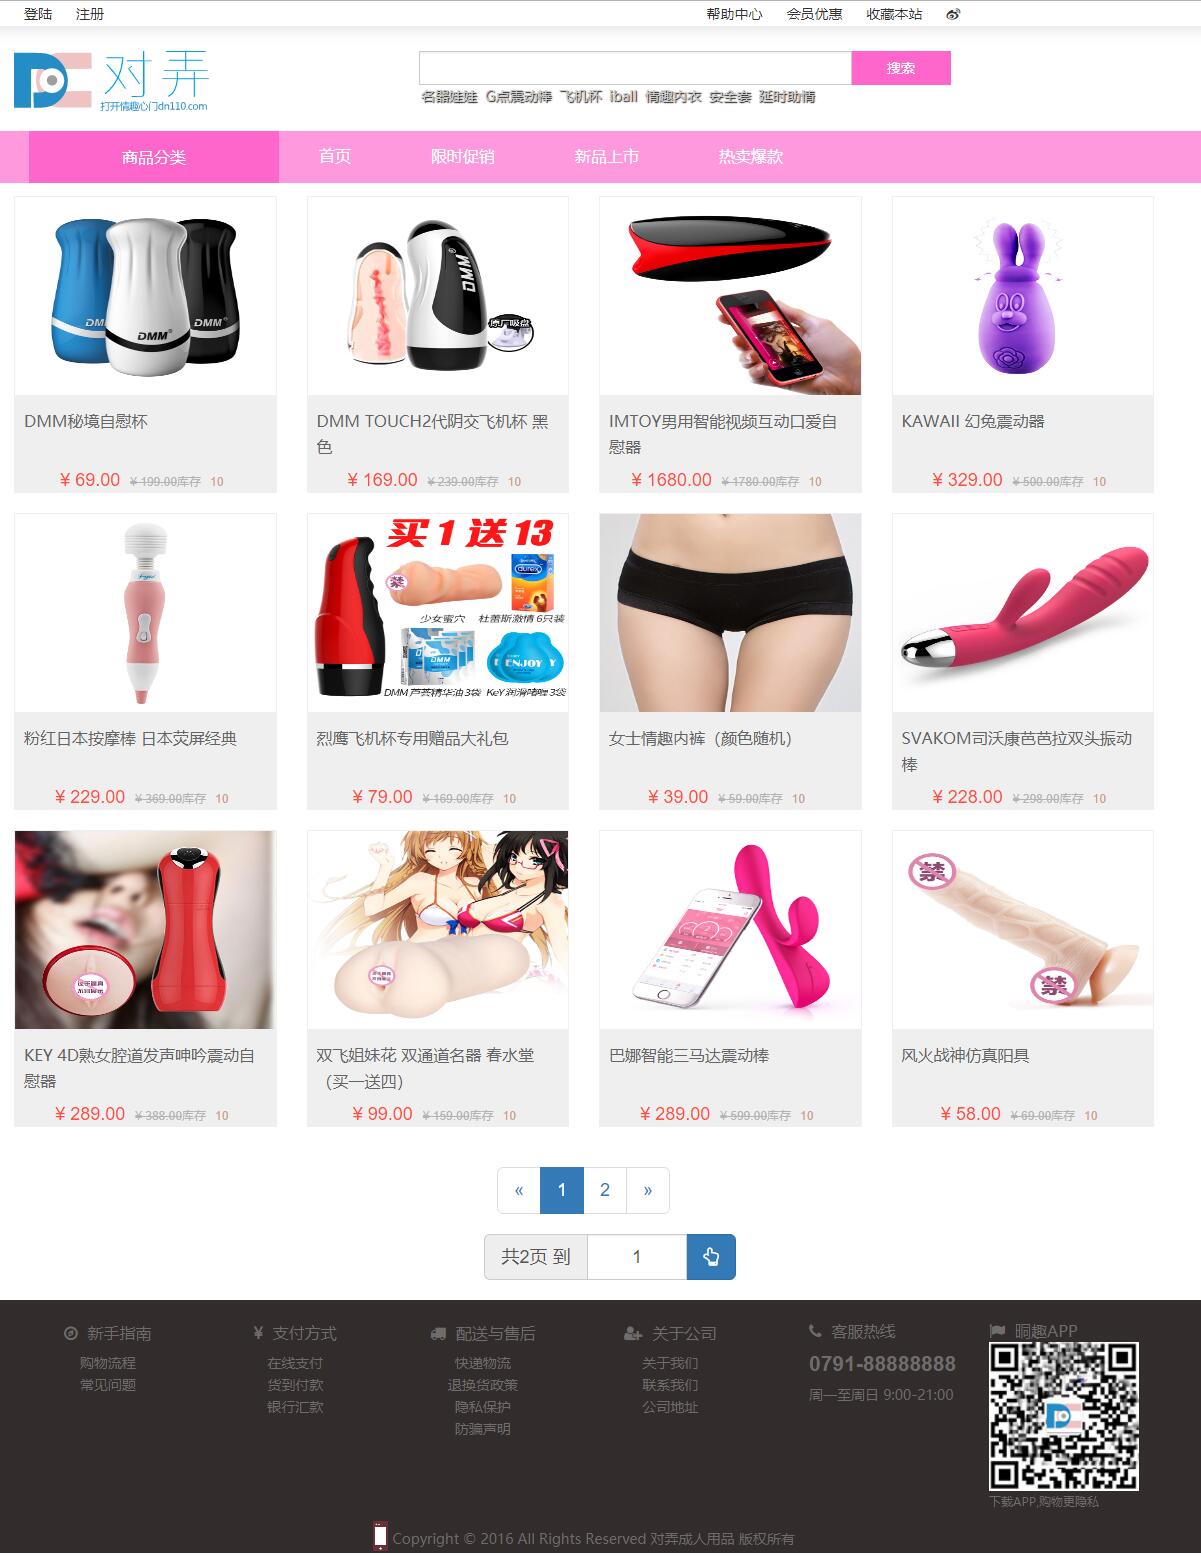 登陆 注册 帮助中心 会员优惠 收藏本站
对弄
打开情趣心门dn110.com
搜索
名器娃娃 G点震动棒 飞机杯 iball 情趣内衣 安全套 延时助情
商品分类 首页 限时促销 新品上市 热卖爆款
DMM
DMM
DMM
DMM
原厂吸盘
DMM秘境自慰杯
DMM TOUCH2代阴交飞机杯 黑
色
IMTOY男用智能视频互动口爱自
慰器
KAWAII 幻兔震动器
¥ 69.00 ¥ 199.00库存 10
¥ 169.00 ¥ 239.00库存 10
¥ 1680.00 ¥ 1780.00库存 10
¥ 329.00 ¥ 500.00库存 10
买 1 送 13
禁
durex
少女蜜穴 杜蕾斯激情 6只装
DMM
ENJOY
DMM 芦荟精华油 3袋 KeY 润滑啫喱 3袋
粉红日本按摩棒 日本荧屏经典
烈鹰飞机杯专用赠品大礼包
女士情趣内裤（颜色随机）
SVAKOM司沃康芭芭拉双头振动
棒
¥ 229.00 ¥ 369.00库存 10
¥ 79.00 ¥ 169.00库存 10
¥ 39.00 ¥ 59.00库存 10
¥ 228.00 ¥ 298.00库存 10
禁
禁
KEY 4D熟女腔道发声呻吟震动自
慰器
双飞姐妹花 双通道名器 春水堂
（买一送四）
巴娜智能三马达震动棒
风火战神仿真阳具
¥ 289.00 ¥ 388.00库存 10
¥ 99.00 ¥ 159.00库存 10
¥ 289.00 ¥ 599.00库存 10
¥ 58.00 ¥ 69.00库存 10
« 1 2 »
共2页 到 1
新手指南
购物流程
常见问题
¥ 支付方式
在线支付
货到付款
银行汇款
配送与售后
快递物流
退换货政策
隐私保护
防骗声明
关于公司
关于我们
联系我们
公司地址
客服热线
0791-88888888
周一至周日 9:00-21:00
晍趣APP
下载APP,购物更隐私
Copyright © 2016 All Rights Reserved 对弄成人用品 版权所有